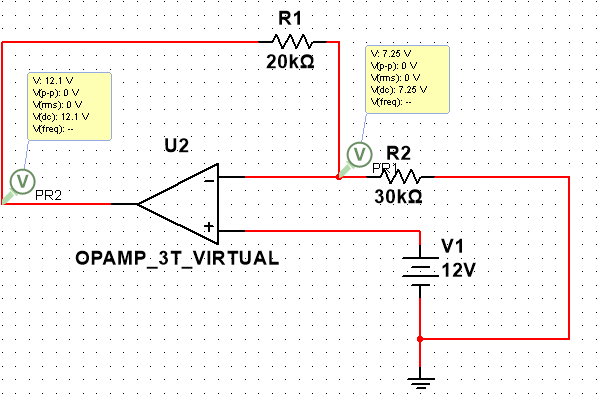 R1
20kΩ
V: 7.25 V
V(p-p): 0 V
V(rms): 0 V
V(dc): 7.25 V
V(freq): --
V: 12.1 V
V(p-p): 0 V
V(rms): 0 V
V(dc): 12.1 V
V(freq): --
U2
V
R2
PR1
30kΩ
V
PR2
−
+
OPAMP_3T_VIRTUAL
V1
12V